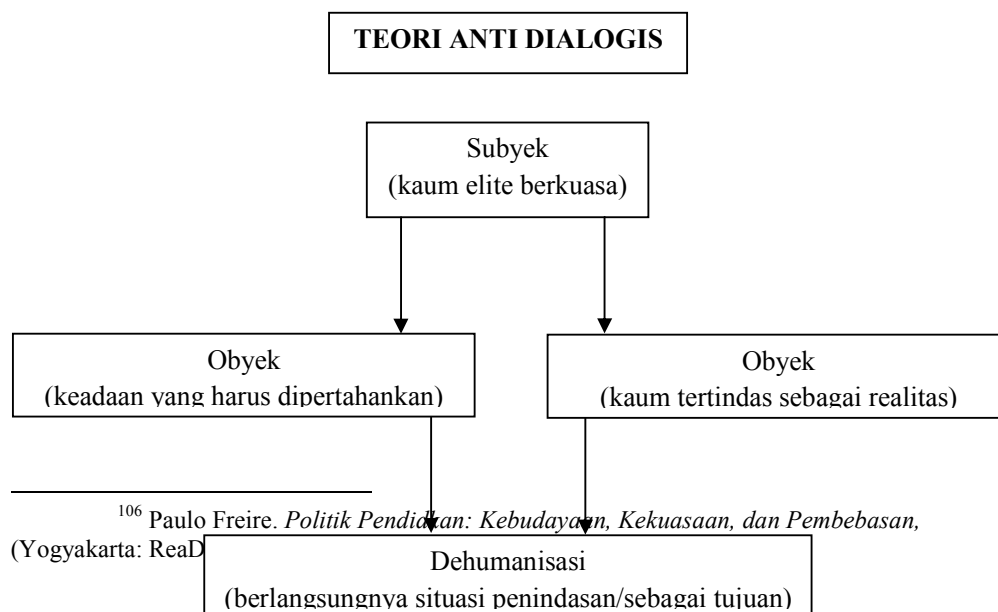 TEORI ANTI DIALOGIS
Subyek
(kaum elite berkuasa)
Obyek
(keadaan yang harus dipertahankan)
Obyek
(kaum tertindas sebagai realitas)
106 Paulo Freire. Politik Pendidikan: Kebudayaan, Kekuasaan, dan Pembebasan,
(Yogyakarta: ReaD
Dehumanisasi
(berlangsungnya situasi penindasan/sebagai tujuan)